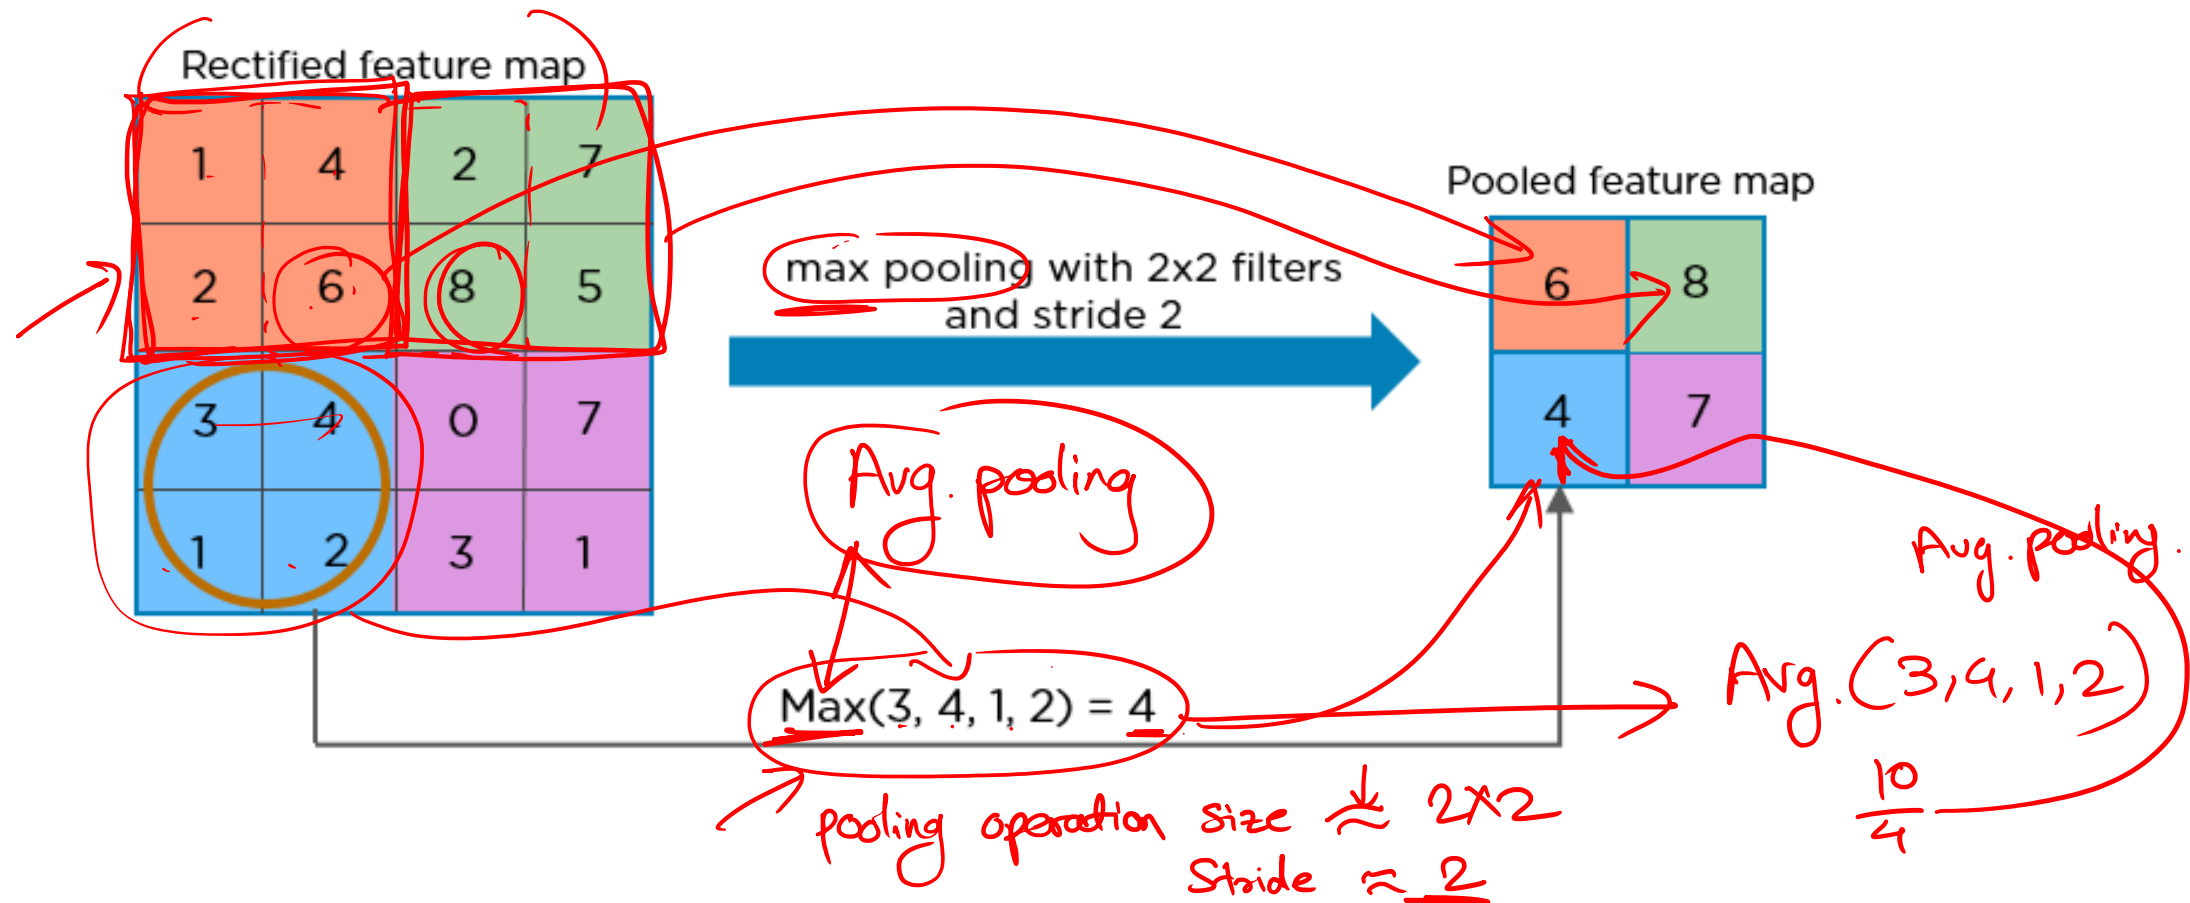 Rectified feature map
1 4 2 7
2 6 8 5
3 4 0 7
1 2 3 1
max pooling with 2x2 filters
and stride 2
Pooled feature map
6 8
4 7
Avg. pooling
Max(3, 4, 1, 2) = 4
Avg. pooling.
Avg. (3,4,1,2)
10
4
pooling operation size ≈ 2x2
Stride ≈ 2